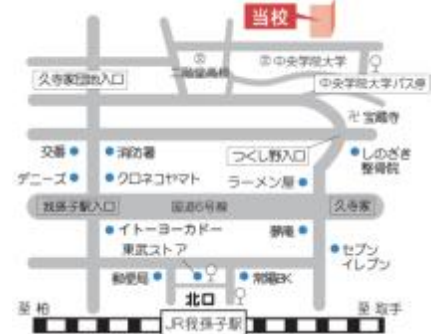 当校
文 二階堂高校
文 中央学院大学
久寺家団地入口
中央学院大学バス停
卍 宝蔵寺
交番
消防署
つくし野入口
しのざき
整骨院
デニーズ
クロネコヤマト
ラーメン屋
我孫子駅入口
国道6号線
久寺家
イトーヨーカドー
夢庵
東武ストア
セブン
イレブン
郵便局
常陽BK
北口
至 柏
JR我孫子駅
至 取手